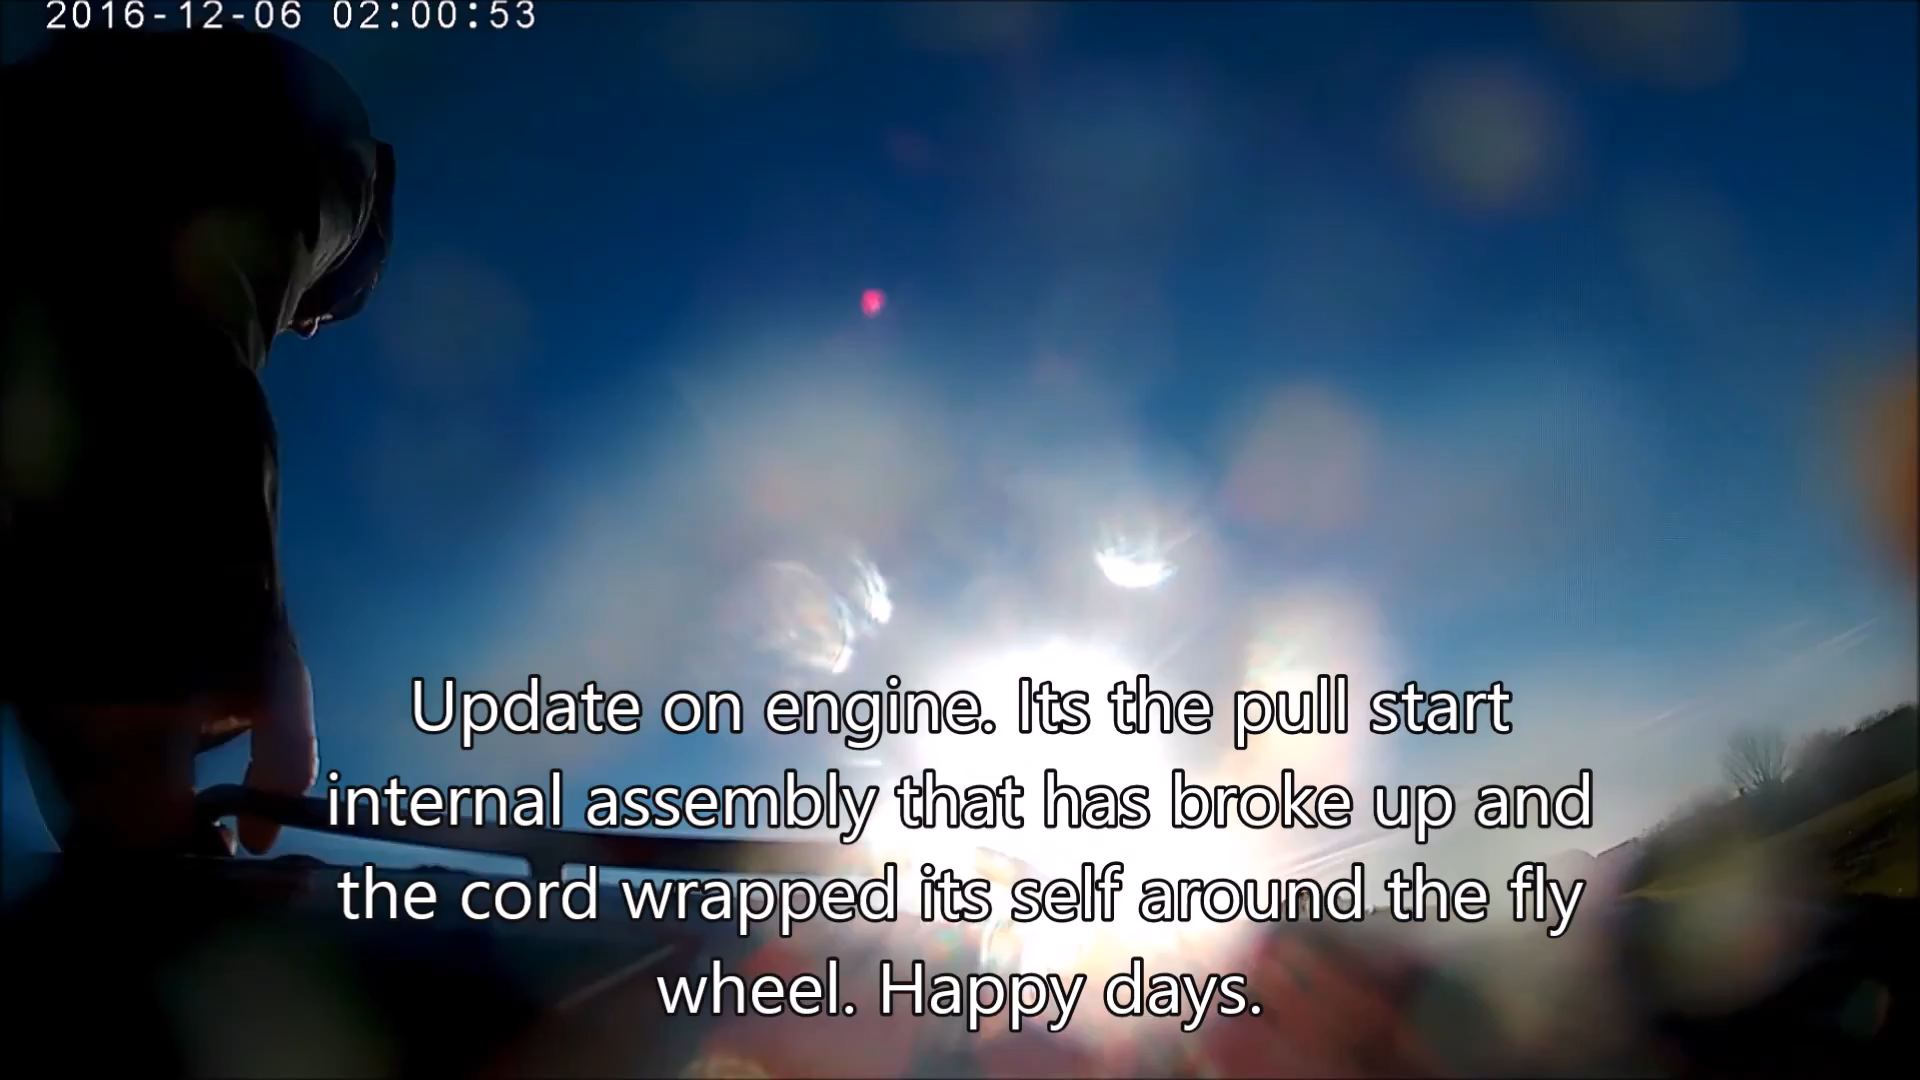 2016-12-06 02:00:53
Update on engine. Its the pull start
internal assembly that has broke up and
the cord wrapped its self around the fly
wheel. Happy days.